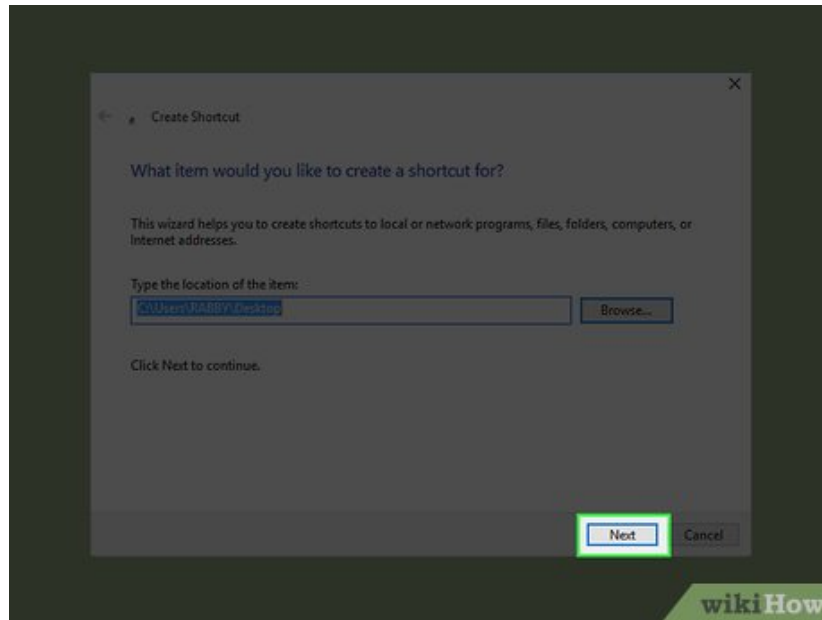 Create Shortcut
What item would you like to create a shortcut for?
This wizard helps you to create shortcuts to local or network programs, files, folders, computers, or
Internet addresses.
Type the location of the item:
C:\Users\RABBY\Desktop
Browse...
Click Next to continue.
Next
Cancel
wikiHow